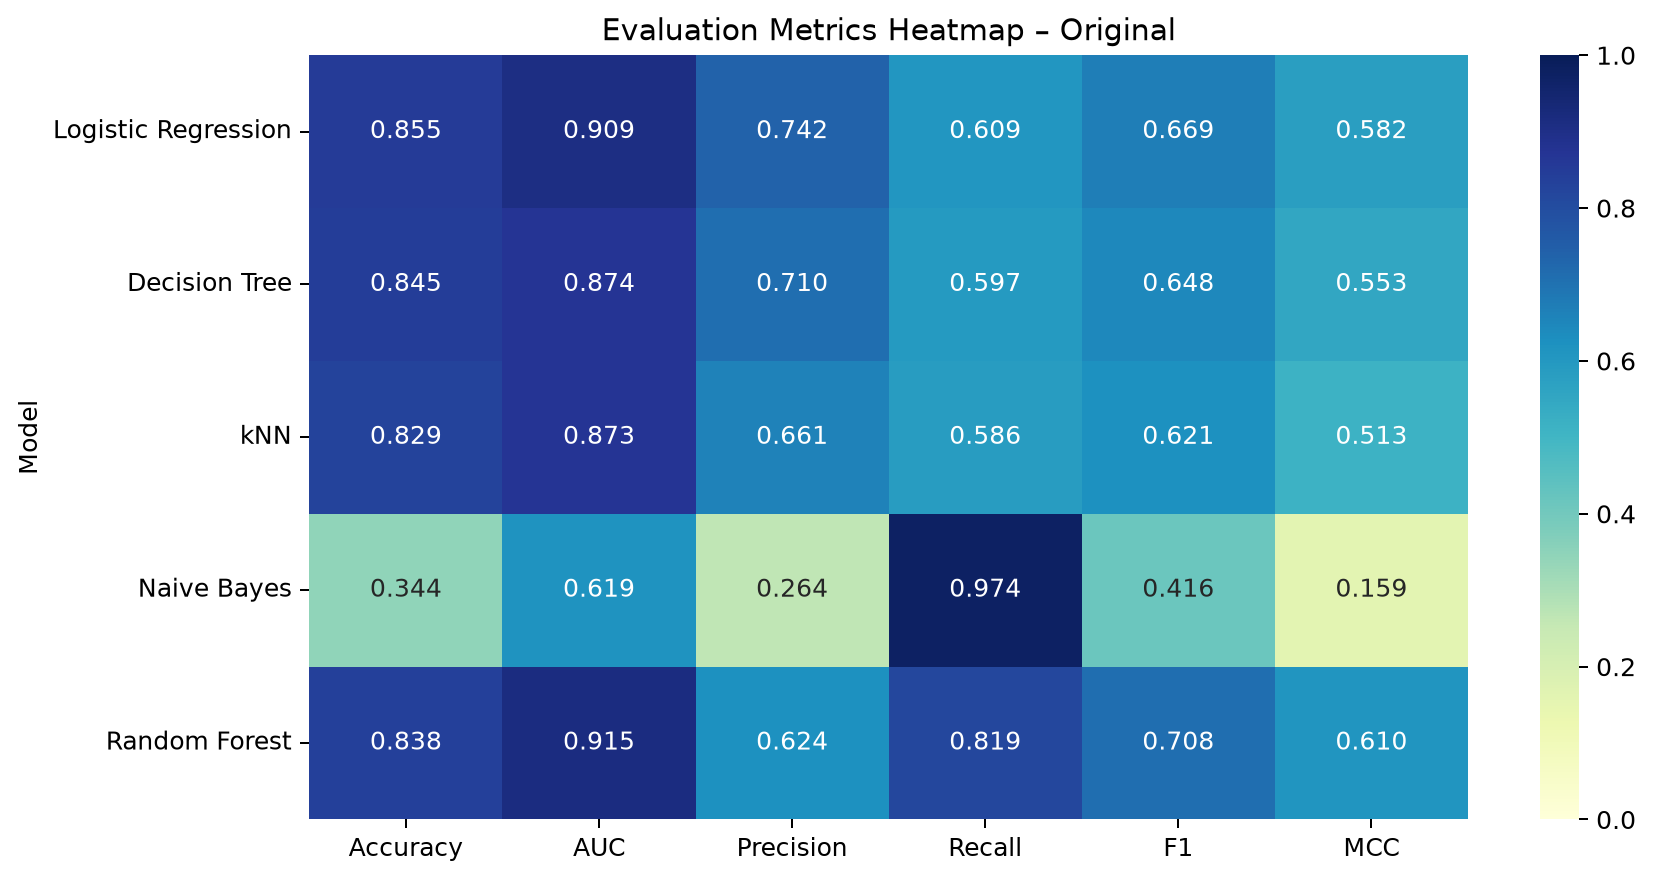 Evaluation Metrics Heatmap – Original
Model
Logistic Regression 0.855 0.909 0.742 0.609 0.669 0.582
Decision Tree 0.845 0.874 0.710 0.597 0.648 0.553
kNN 0.829 0.873 0.661 0.586 0.621 0.513
Naive Bayes 0.344 0.619 0.264 0.974 0.416 0.159
Random Forest 0.838 0.915 0.624 0.819 0.708 0.610
Accuracy AUC Precision Recall F1 MCC
1.0
0.8
0.6
0.4
0.2
0.0